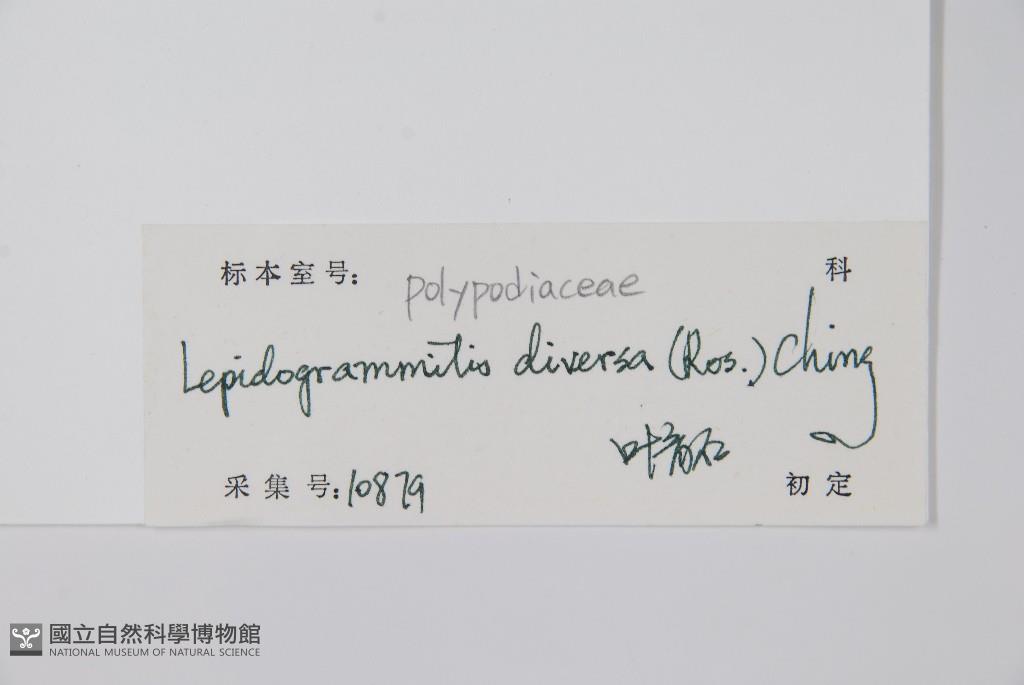 标本室号: polypodiaceae 科
Lepidogrammitis diversa (Ros.) Ching
叶
采集号: 10879 初定
國立自然科學博物館
NATIONAL MUSEUM OF NATURAL SCIENCE